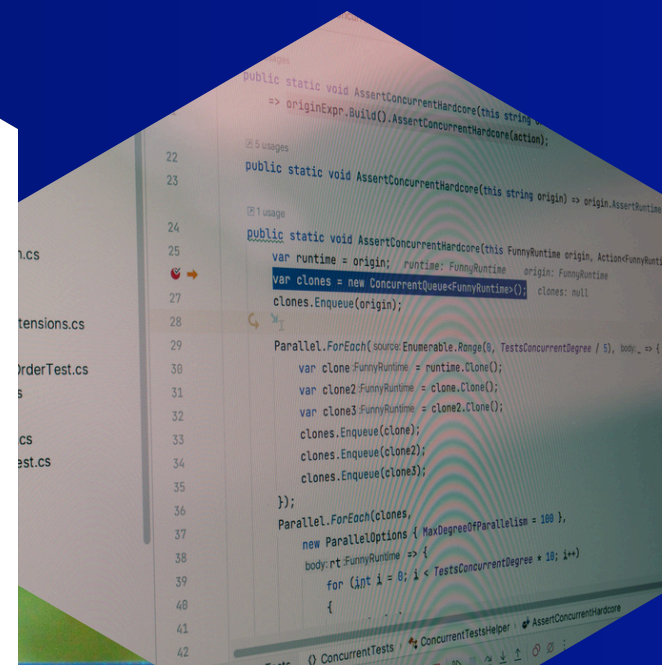 usages
public static void AssertConcurrentHardcore(this string
=> originExpr.Build().AssertConcurrentHardcore(action);
5 usages
22
23 public static void AssertConcurrentHardcore(this string origin) => origin.AssertRuntime
1 usage
24 public static void AssertConcurrentHardcore(this FunnyRuntime origin, Action<FunnyRunti
25 var runtime = origin; runtime: FunnyRuntime origin: FunnyRuntime
var clones = new ConcurrentQueue<FunnyRuntime>(); clones: null
27 clones.Enqueue(origin);
28
29 Parallel.ForEach( source: Enumerable.Range(0, TestsConcurrentDegree / 5), body: _ => {
30 var clone :FunnyRuntime = runtime.Clone();
31 var clone2 :FunnyRuntime = clone.Clone();
32 var clone3 :FunnyRuntime = clone2.Clone();
33 clones.Enqueue(clone);
34 clones.Enqueue(clone2);
35 clones.Enqueue(clone3);
36 });
37 Parallel.ForEach(clones,
38 new ParallelOptions { MaxDegreeOfParallelism = 100 },
39 body: rt :FunnyRuntime => {
40 for (int i = 0; i < TestsConcurrentDegree * 10; i++)
41 {
42
.cs
tensions.cs
OrderTest.cs
s
.cs
est.cs
Tests
ConcurrentTests
ConcurrentTestsHelper
AssertConcurrentHardcore